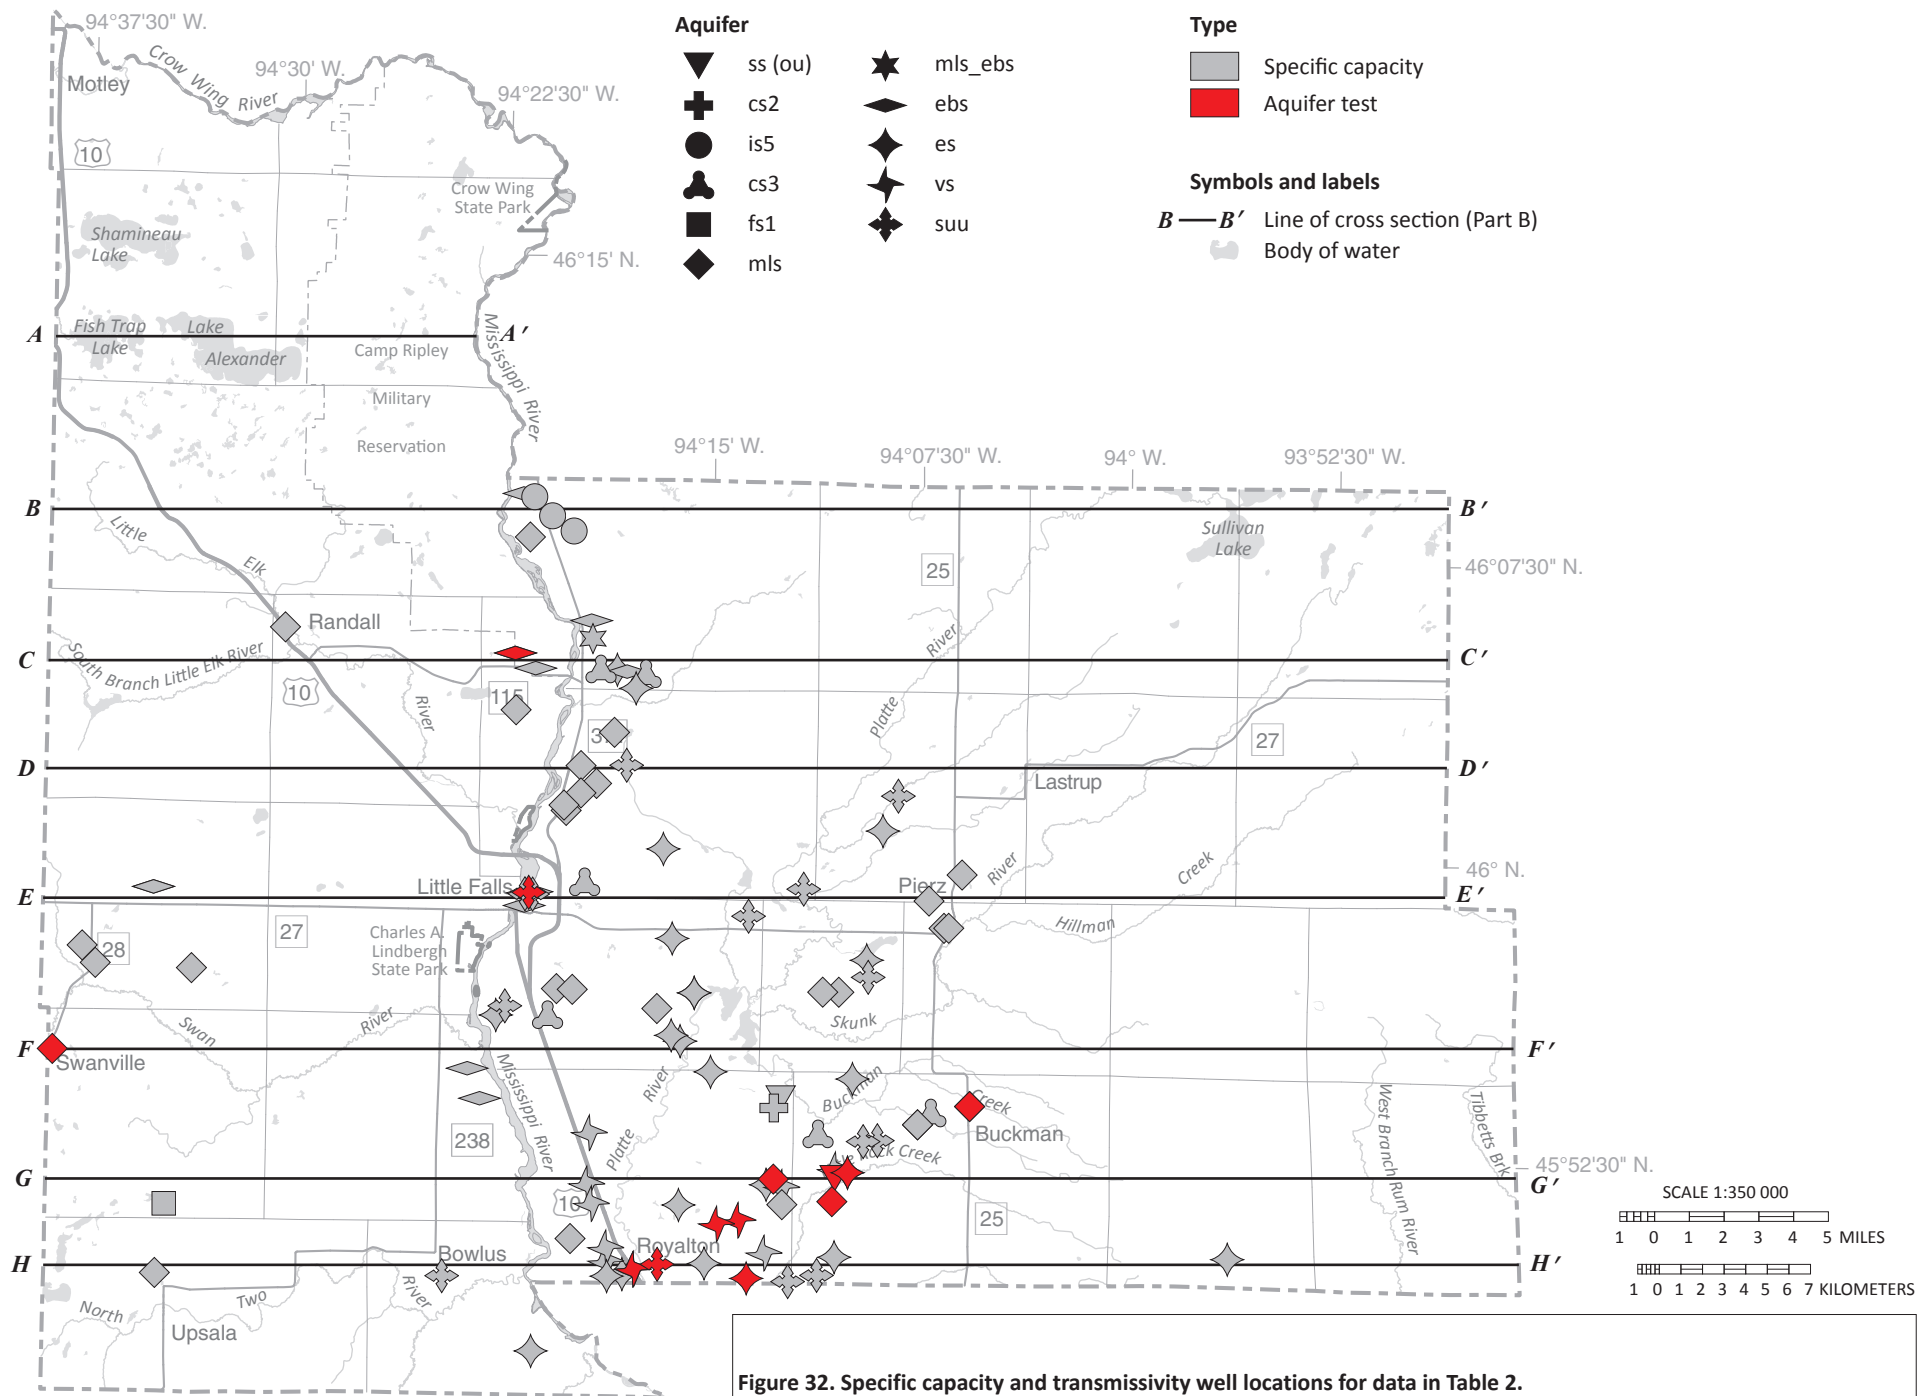 94°37'30" W.
Motley
Crow Wing River
94°30' W.
94°22'30" W.
10
Crow Wing
State Park
Shamineau
Lake
46°15' N.
Aquifer
ss (ou)
cs2
is5
cs3
fs1
mls
mls_ebs
ebs
es
vs
suu
Type
Specific capacity
Aquifer test
Symbols and labels
B — B′ Line of cross section (Part B)
Body of water
A
Fish Trap
Lake
Lake
Alexander
Camp Ripley
A′
Mississippi River
Military
Reservation
94°15' W.
94°07'30" W.
94° W.
93°52'30" W.
B
B′
Little
Elk
River
Sullivan
Lake
25
46°07'30" N.
Randall
South Branch Little Elk River
C
C′
10
115
Platte
River
27
D
D′
Lastrup
46° N.
Little Falls
Pierz
River
Creek
E
E′
27
28
Charles A.
Lindbergh
State Park
Hillman
Swan
River
Skunk
F
F′
Swanville
Mississippi River
River
Platte
Buckman
Creek
Buckman
West Branch Rum River
Tibbetts Brk
238
45°52'30" N.
G
G′
10
Creek
25
SCALE 1:350 000
1 0 1 2 3 4 5 MILES
1 0 1 2 3 4 5 6 7 KILOMETERS
Royalton
Bowlus
H
H′
North
Two
River
Upsala
Figure 32. Specific capacity and transmissivity well locations for data in Table 2.